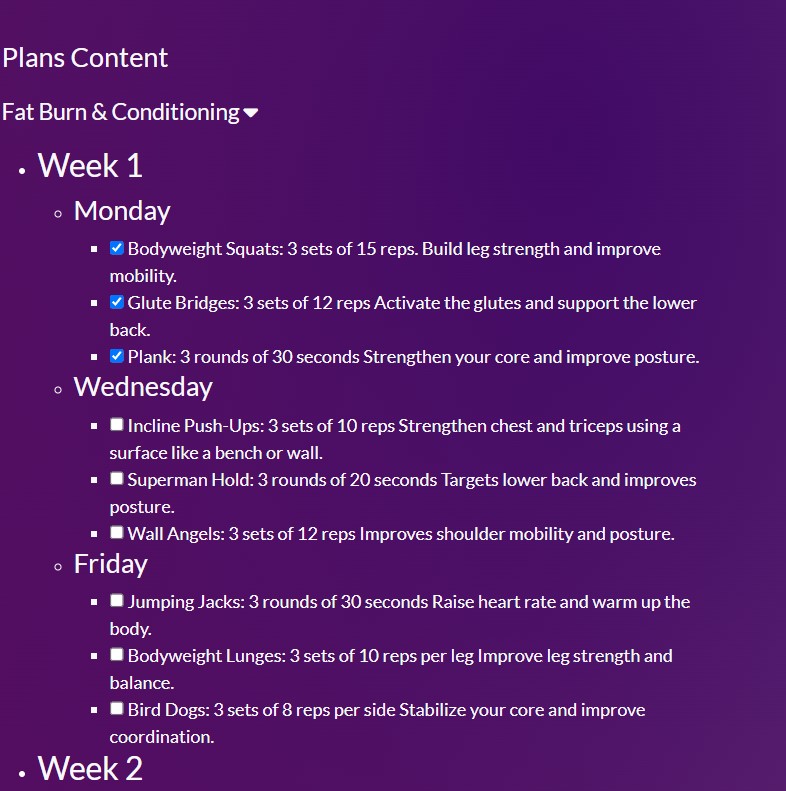 Plans Content
Fat Burn & Conditioning
Week 1
Monday
Bodyweight Squats: 3 sets of 15 reps. Build leg strength and improve
mobility.
Glute Bridges: 3 sets of 12 reps Activate the glutes and support the lower
back.
Plank: 3 rounds of 30 seconds Strengthen your core and improve posture.
Wednesday
Incline Push-Ups: 3 sets of 10 reps Strengthen chest and triceps using a
surface like a bench or wall.
Superman Hold: 3 rounds of 20 seconds Targets lower back and improves
posture.
Wall Angels: 3 sets of 12 reps Improves shoulder mobility and posture.
Friday
Jumping Jacks: 3 rounds of 30 seconds Raise heart rate and warm up the
body.
Bodyweight Lunges: 3 sets of 10 reps per leg Improve leg strength and
balance.
Bird Dogs: 3 sets of 8 reps per side Stabilize your core and improve
coordination.
Week 2